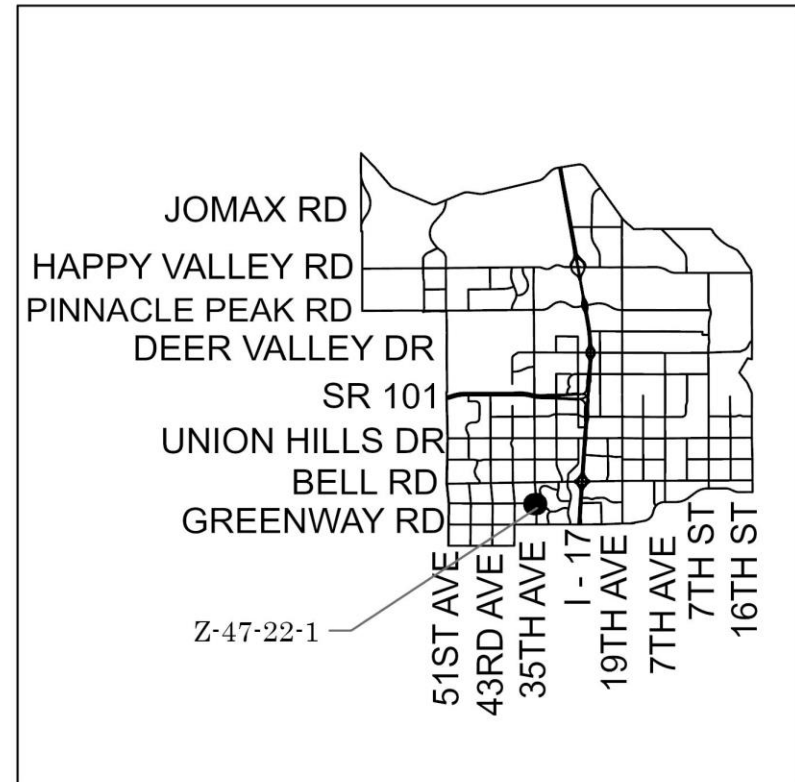 JOMAX RD
HAPPY VALLEY RD
PINNACLE PEAK RD
DEER VALLEY DR
SR 101
UNION HILLS DR
BELL RD
GREENWAY RD
Z-47-22-1
51ST AVE
43RD AVE
35TH AVE
I - 17
19TH AVE
7TH AVE
7TH ST
16TH ST